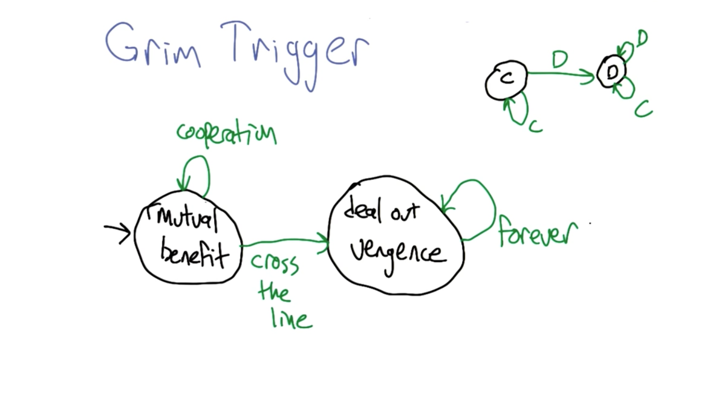 Grim Trigger
D
D
C
D
C
C
cooperation
mutual
benefit
cross
the
line
deal out
vengence
forever